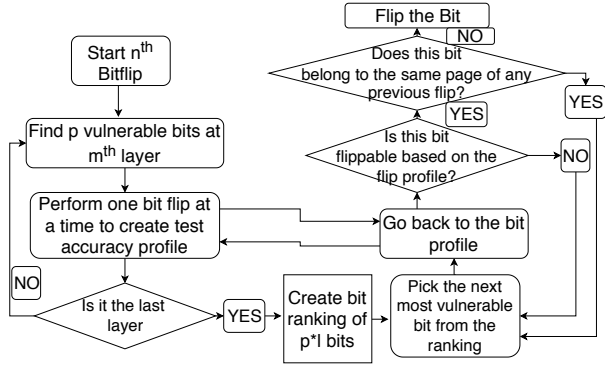 Flip the Bit
NO
Start nth
Bitflip
Does this bit
belong to the same page of any
previous flip?
YES
YES
Find p vulnerable bits at
mth layer
Is this bit
flippable based on the
flip profile?
NO
Perform one bit flip at
a time to create test
accuracy profile
Go back to the bit
profile
NO
Is it the last
layer
YES
Create bit
ranking of
p*l bits
Pick the next
most vulnerable
bit from the
ranking